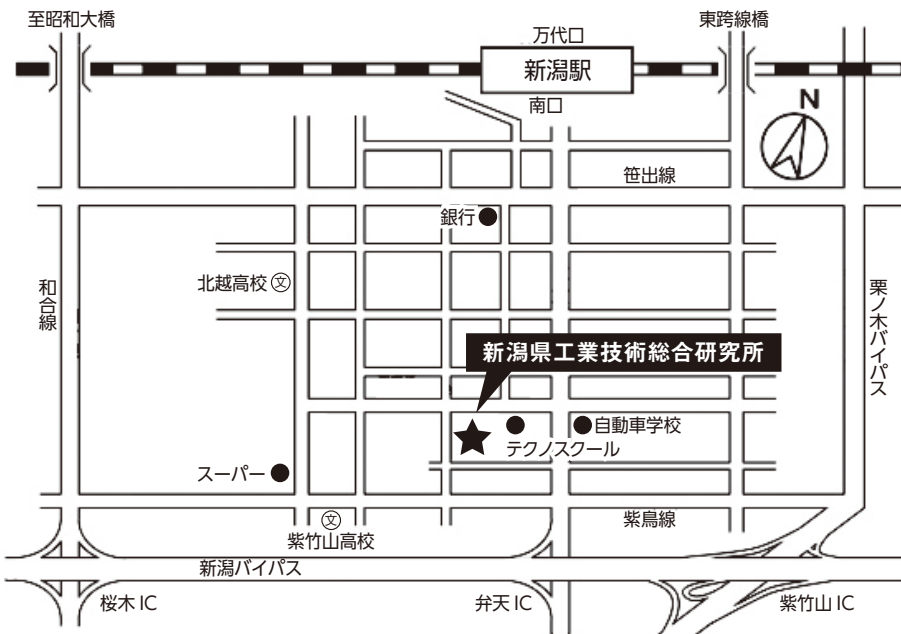 至昭和大橋
東跨線橋
万代口
新潟駅
南口
N
笹出線
銀行
北越高校 文
和合線
栗ノ木バイパス
新潟県工業技術総合研究所
自動車学校
テクノスクール
スーパー
文
紫竹山高校
紫鳥線
新潟バイパス
桜木 IC
弁天 IC
紫竹山 IC